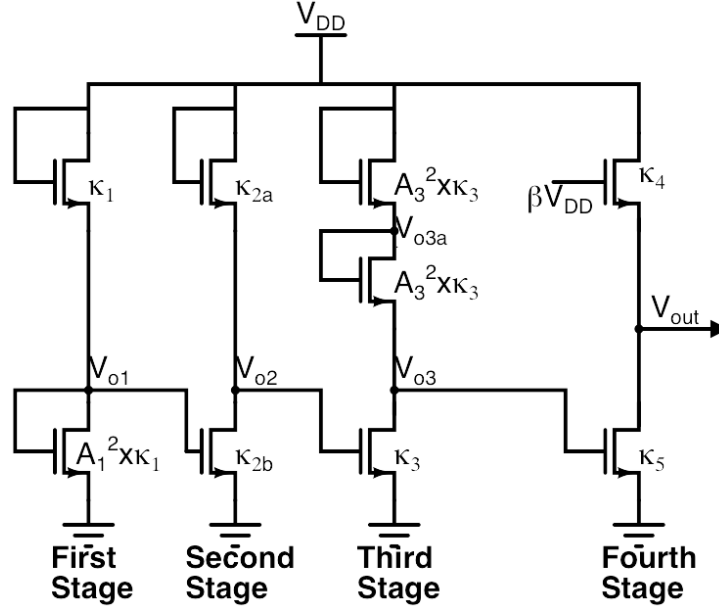 V_DD
κ_1
κ_2a
A_3^2xκ_3
κ_4
βV_DD
V_o3a
A_3^2xκ_3
V_out
V_o1
V_o2
V_o3
A_1^2xκ_1
κ_2b
κ_3
κ_5
First Stage
Second Stage
Third Stage
Fourth Stage